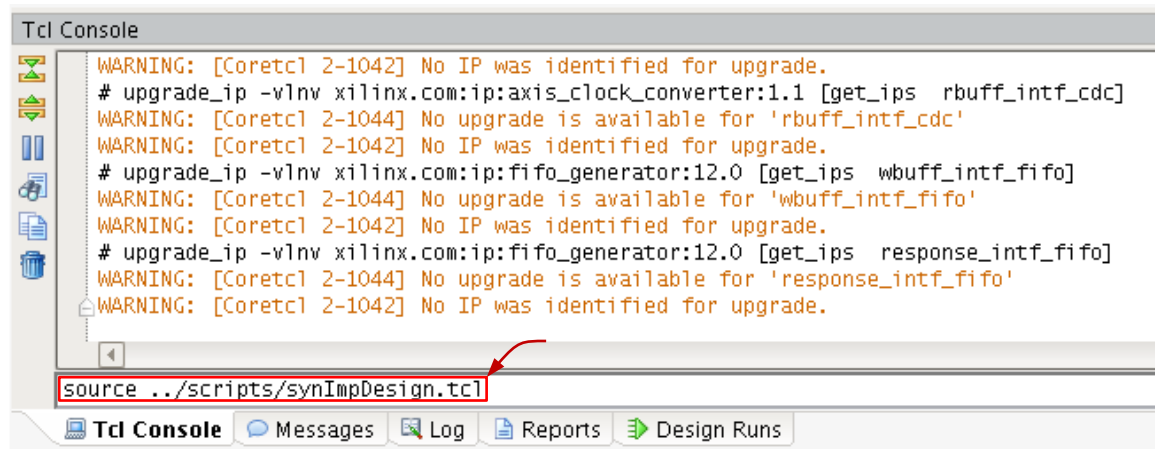 Tcl Console
WARNING: [Coretcl 2-1042] No IP was identified for upgrade.
# upgrade_ip -vlnv xilinx.com:ip:axis_clock_converter:1.1 [get_ips  rbuff_intf_cdc]
WARNING: [Coretcl 2-1044] No upgrade is available for 'rbuff_intf_cdc'
WARNING: [Coretcl 2-1042] No IP was identified for upgrade.
# upgrade_ip -vlnv xilinx.com:ip:fifo_generator:12.0 [get_ips  wbuff_intf_fifo]
WARNING: [Coretcl 2-1044] No upgrade is available for 'wbuff_intf_fifo'
WARNING: [Coretcl 2-1042] No IP was identified for upgrade.
# upgrade_ip -vlnv xilinx.com:ip:fifo_generator:12.0 [get_ips  response_intf_fifo]
WARNING: [Coretcl 2-1044] No upgrade is available for 'response_intf_fifo'
WARNING: [Coretcl 2-1042] No IP was identified for upgrade.
source ../scripts/synImpDesign.tcl
Tcl Console Messages Log Reports Design Runs